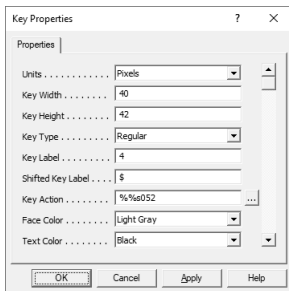 Key Properties ? ×
Properties
Units . . . . . . . . . . . . Pixels
Key Width . . . . . . . . 40
Key Height . . . . . . . . 42
Key Type . . . . . . . . . Regular
Key Label . . . . . . . . . 4
Shifted Key Label . . . . $
Key Action . . . . . . . . %%s052 ...
Face Color . . . . . . . . Light Gray
Text Color . . . . . . . . Black
OK Cancel Apply Help